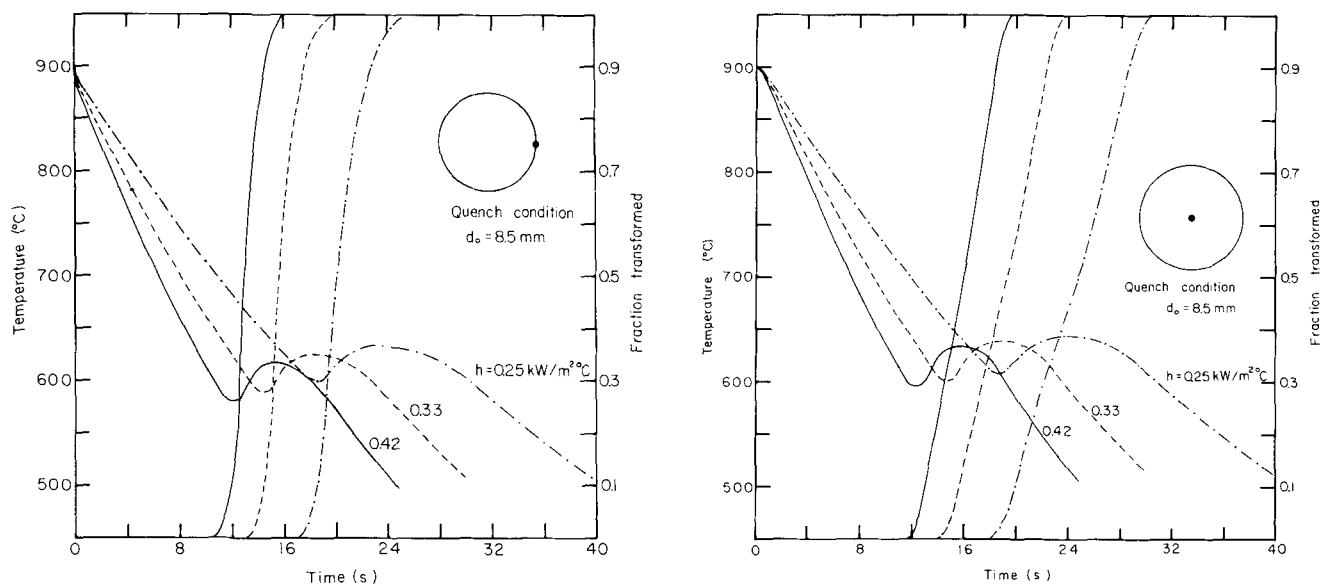 900
800
700
600
500
Temperature (°C)
0.9
0.7
0.5
0.3
0.1
Fraction transformed
Quench condition
d₀ = 8.5 mm
h = 0.25 kW/m² °C
0.33
0.42
0 8 16 24 32 40
Time (s)
900
800
700
600
500
Temperature (°C)
0.9
0.7
0.5
0.3
0.1
Fraction transformed
Quench condition
d₀ = 8.5 mm
h = 0.25 kW/m² °C
0.33
0.42
0 8 16 24 32 40
Time (s)